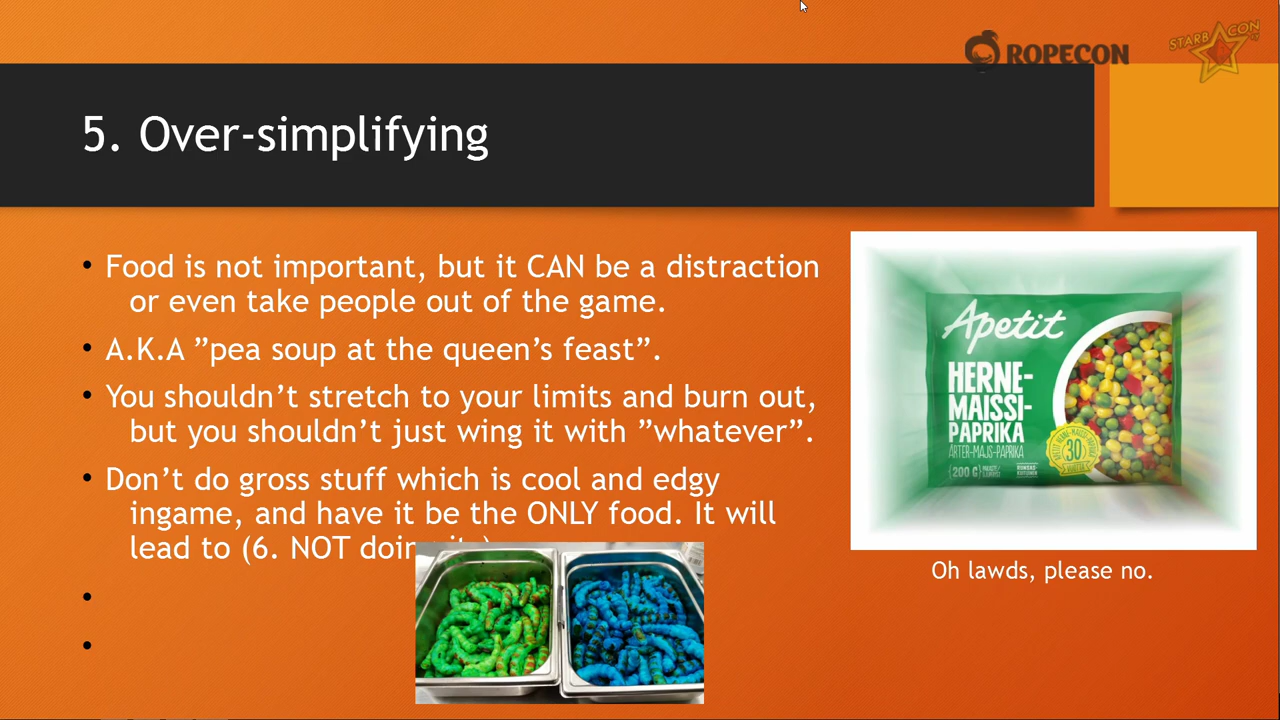 ROPECON
STARBACON
5. Over-simplifying
• Food is not important, but it CAN be a distraction
or even take people out of the game.
• A.K.A ”pea soup at the queen’s feast”.
• You shouldn’t stretch to your limits and burn out,
but you shouldn’t just wing it with ”whatever”.
• Don’t do gross stuff which is cool and edgy
ingame, and have it be the ONLY food. It will
lead to (6. NOT
Apetit
HERNE-
MAISSI-
PAPRIKA
ÄRTER-MAJS-PAPRIKA
200 G
30
Oh lawds, please no.